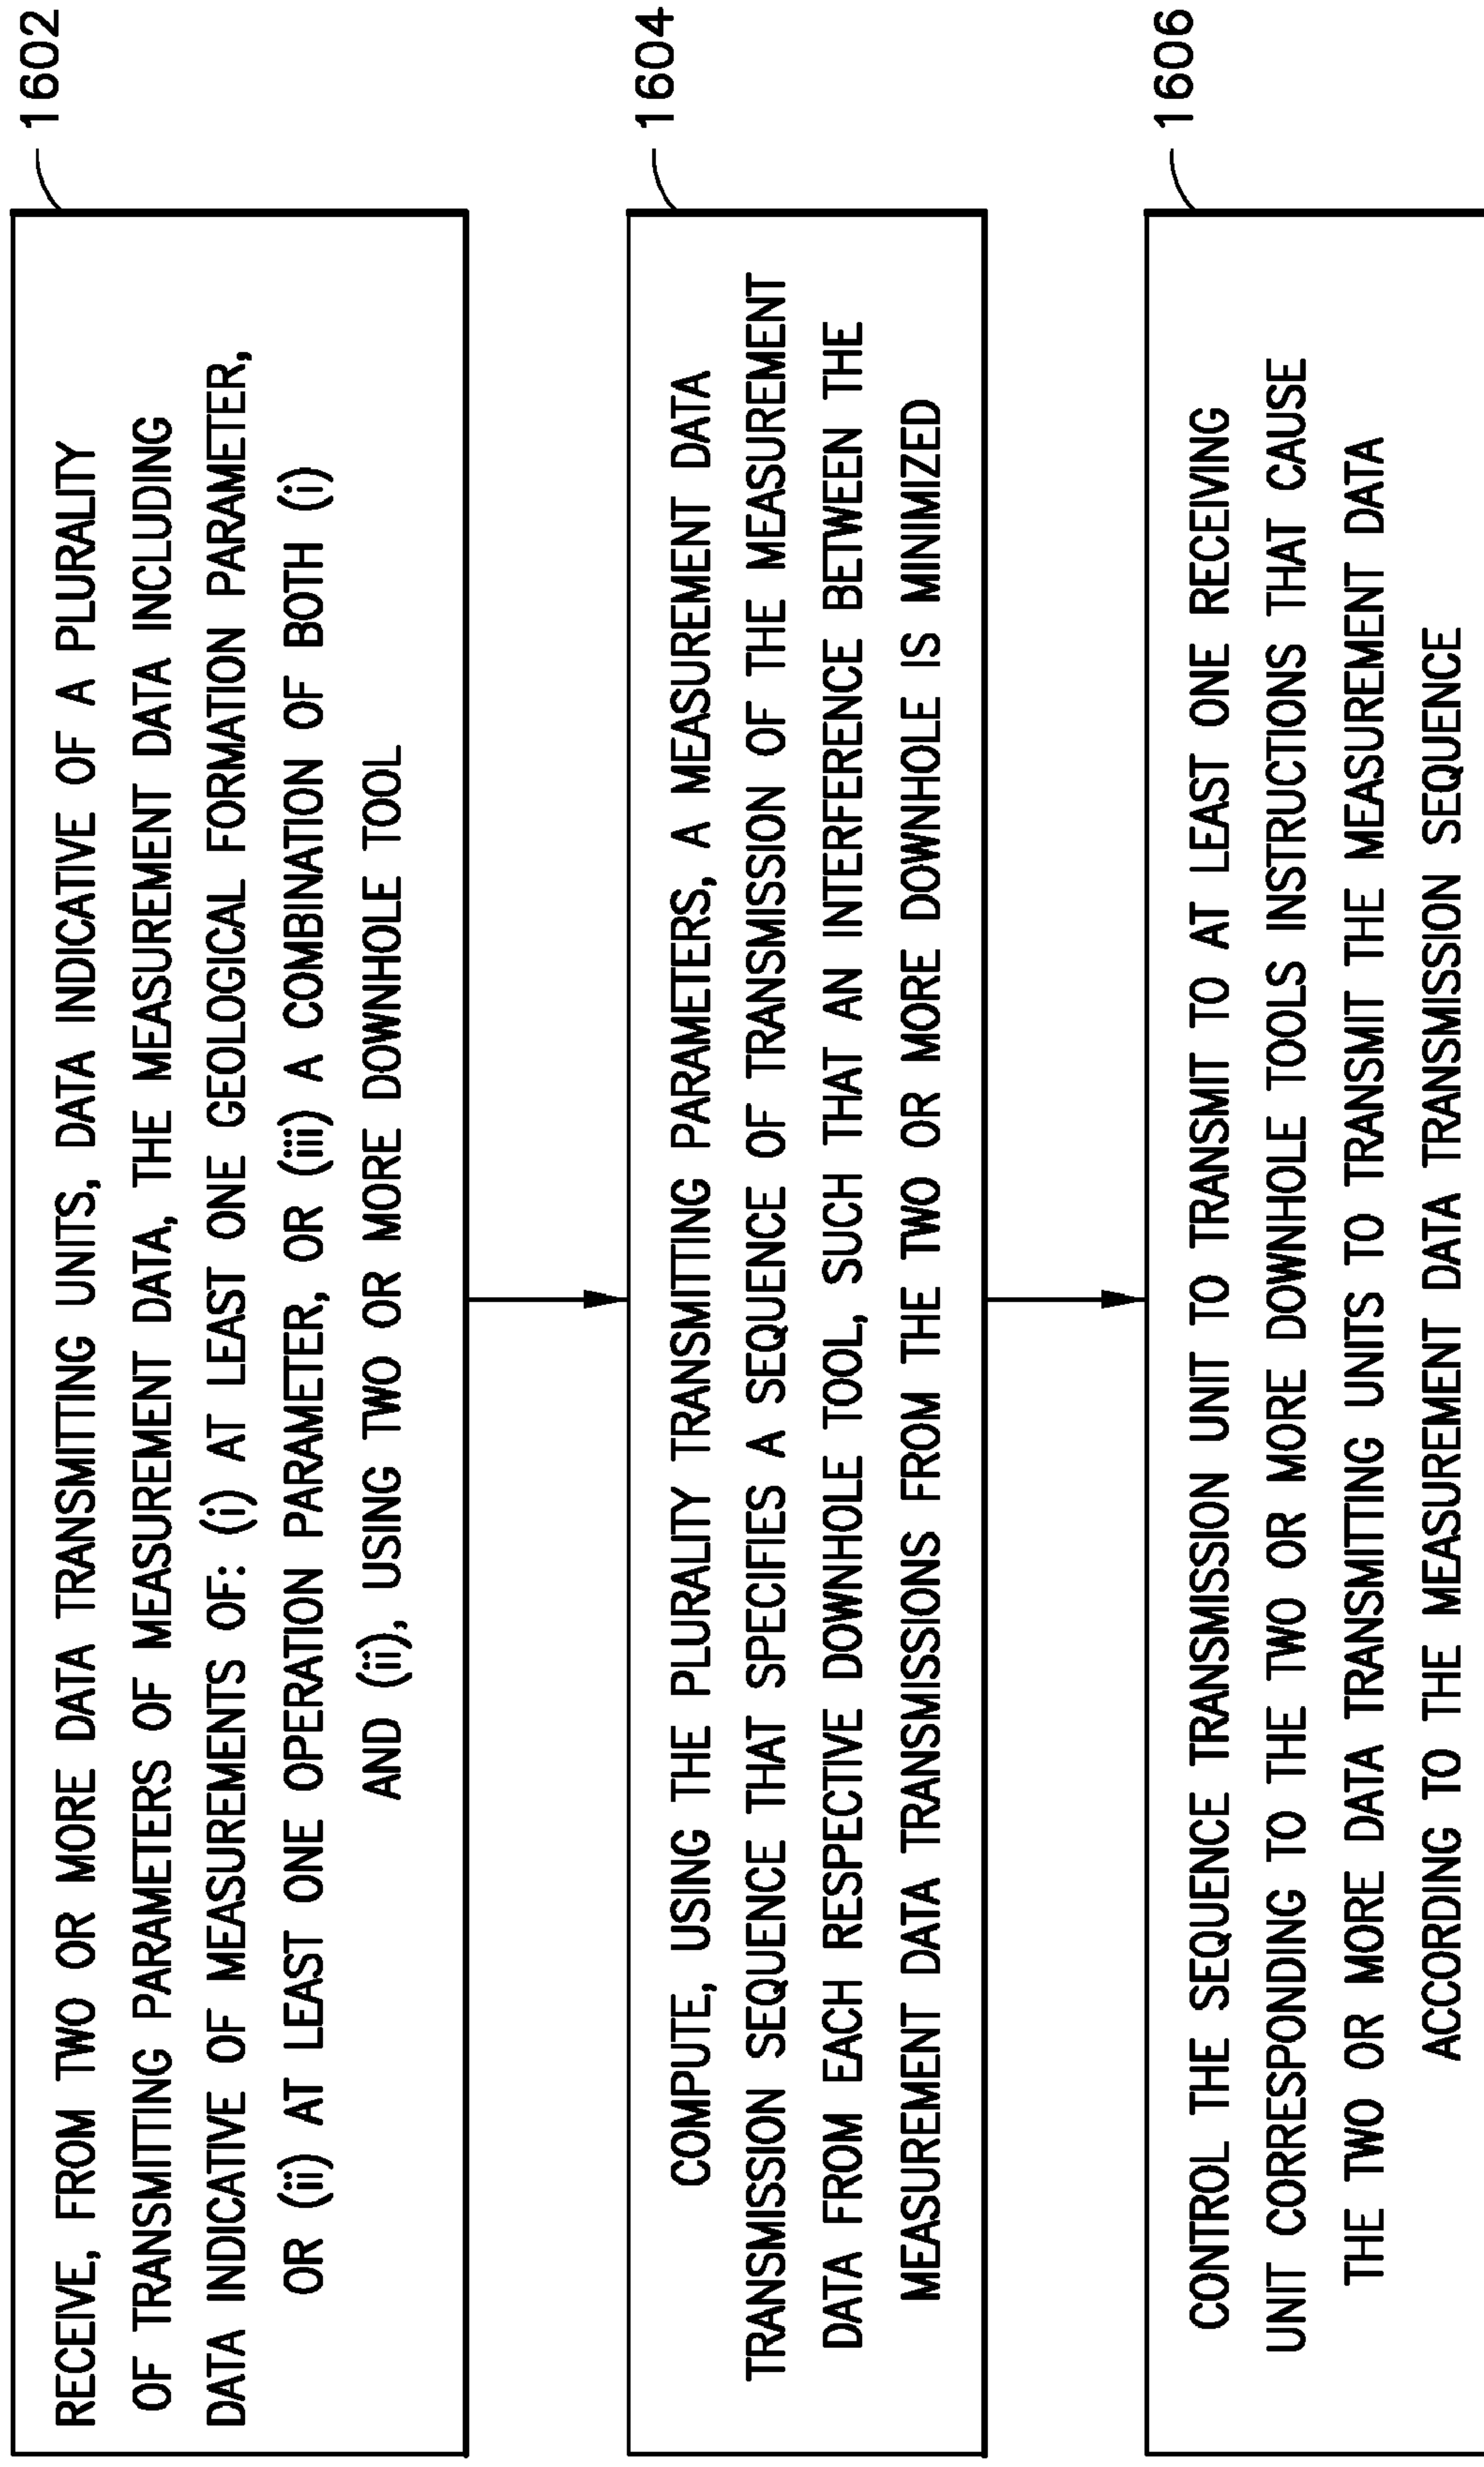 1602
RECEIVE, FROM TWO OR MORE DATA TRANSMITTING UNITS, DATA INDICATIVE OF A PLURALITY
OF TRANSMITTING PARAMETERS OF MEASUREMENT DATA, THE MEASUREMENT DATA INCLUDING
DATA INDICATIVE OF MEASUREMENTS OF: (i) AT LEAST ONE GEOLOGICAL FORMATION PARAMETER,
OR (ii) AT LEAST ONE OPERATION PARAMETER, OR (iii) A COMBINATION OF BOTH (i)
AND (ii), USING TWO OR MORE DOWNHOLE TOOL
1604
COMPUTE, USING THE PLURALITY TRANSMITTING PARAMETERS, A MEASUREMENT DATA
TRANSMISSION SEQUENCE THAT SPECIFIES A SEQUENCE OF TRANSMISSION OF THE MEASUREMENT
DATA FROM EACH RESPECTIVE DOWNHOLE TOOL, SUCH THAT AN INTERFERENCE BETWEEN THE
MEASUREMENT DATA TRANSMISSIONS FROM THE TWO OR MORE DOWNHOLE IS MINIMIZED
1606
CONTROL THE SEQUENCE TRANSMISSION UNIT TO TRANSMIT TO AT LEAST ONE RECEIVING
UNIT CORRESPONDING TO THE TWO OR MORE DOWNHOLE TOOLS INSTRUCTIONS THAT CAUSE
THE TWO OR MORE DATA TRANSMITTING UNITS TO TRANSMIT THE MEASUREMENT DATA
ACCORDING TO THE MEASUREMENT DATA TRANSMISSION SEQUENCE